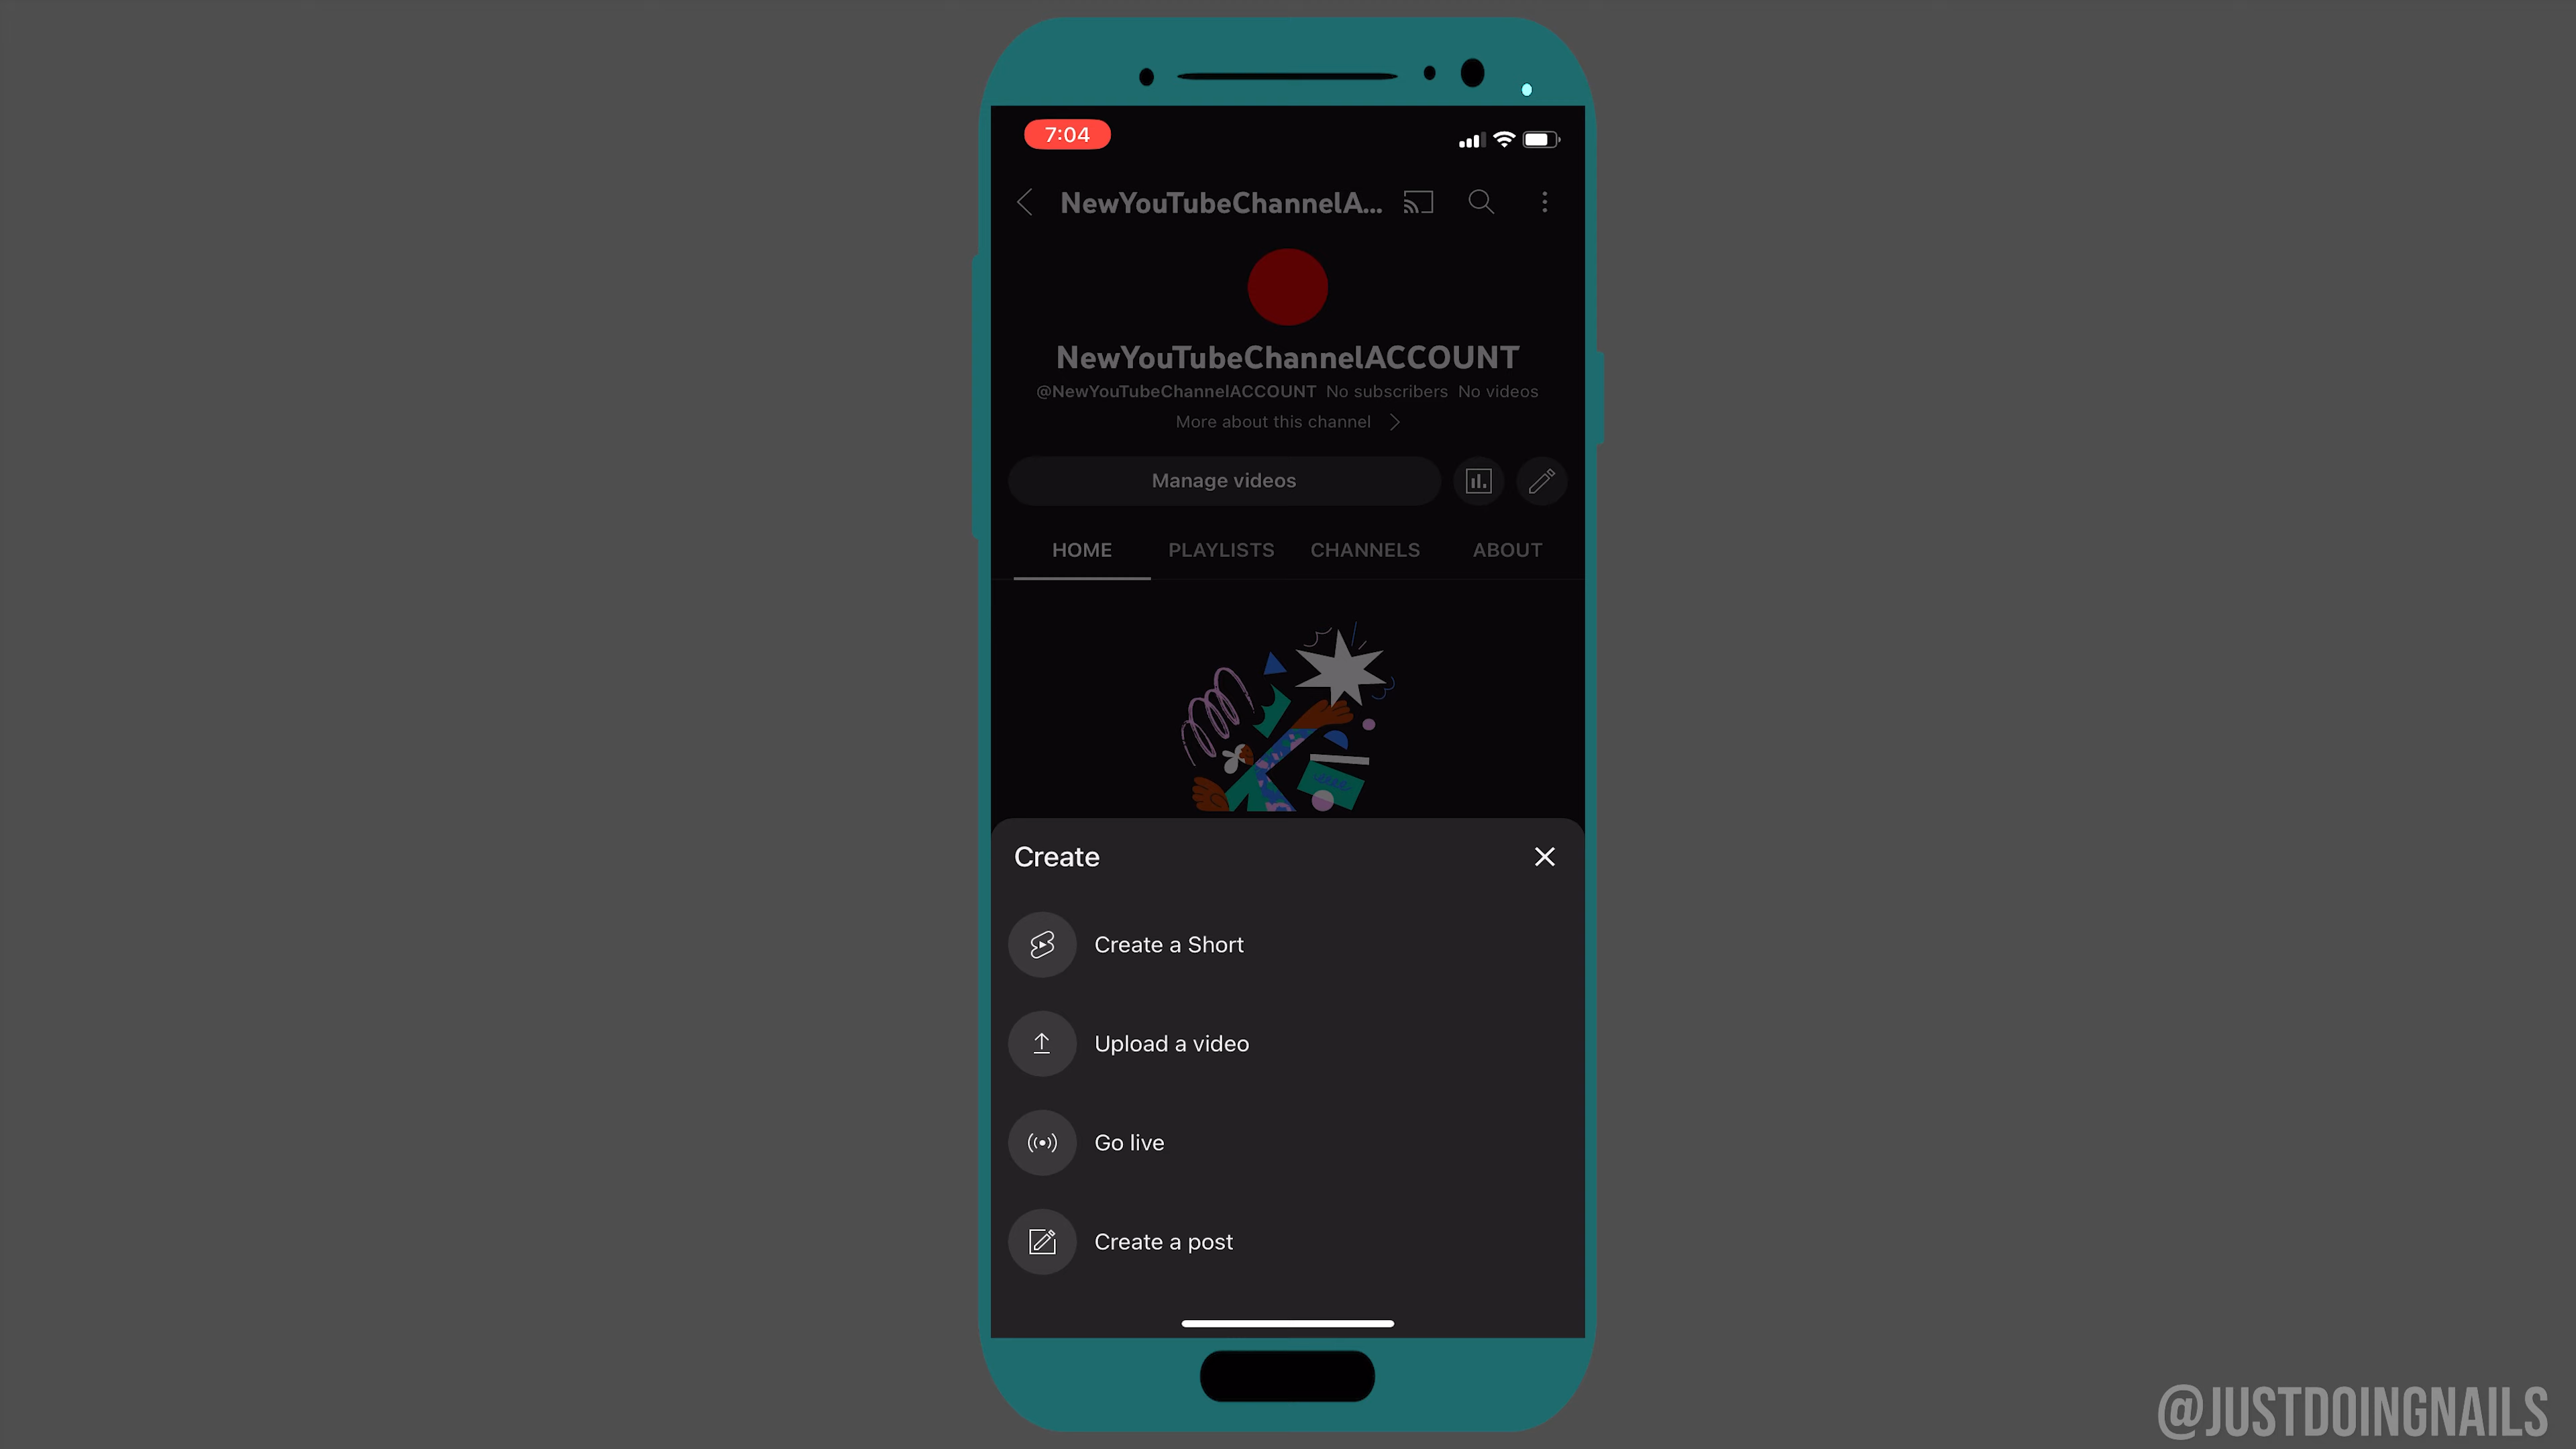 7:04
NewYouTubeChannelA...
NewYouTubeChannelACCOUNT
@NewYouTubeChannelACCOUNT No subscribers No videos
More about this channel
Manage videos
HOME PLAYLISTS CHANNELS ABOUT
Create
Create a Short
Upload a video
Go live
Create a post
@JUSTDOINGNAILS